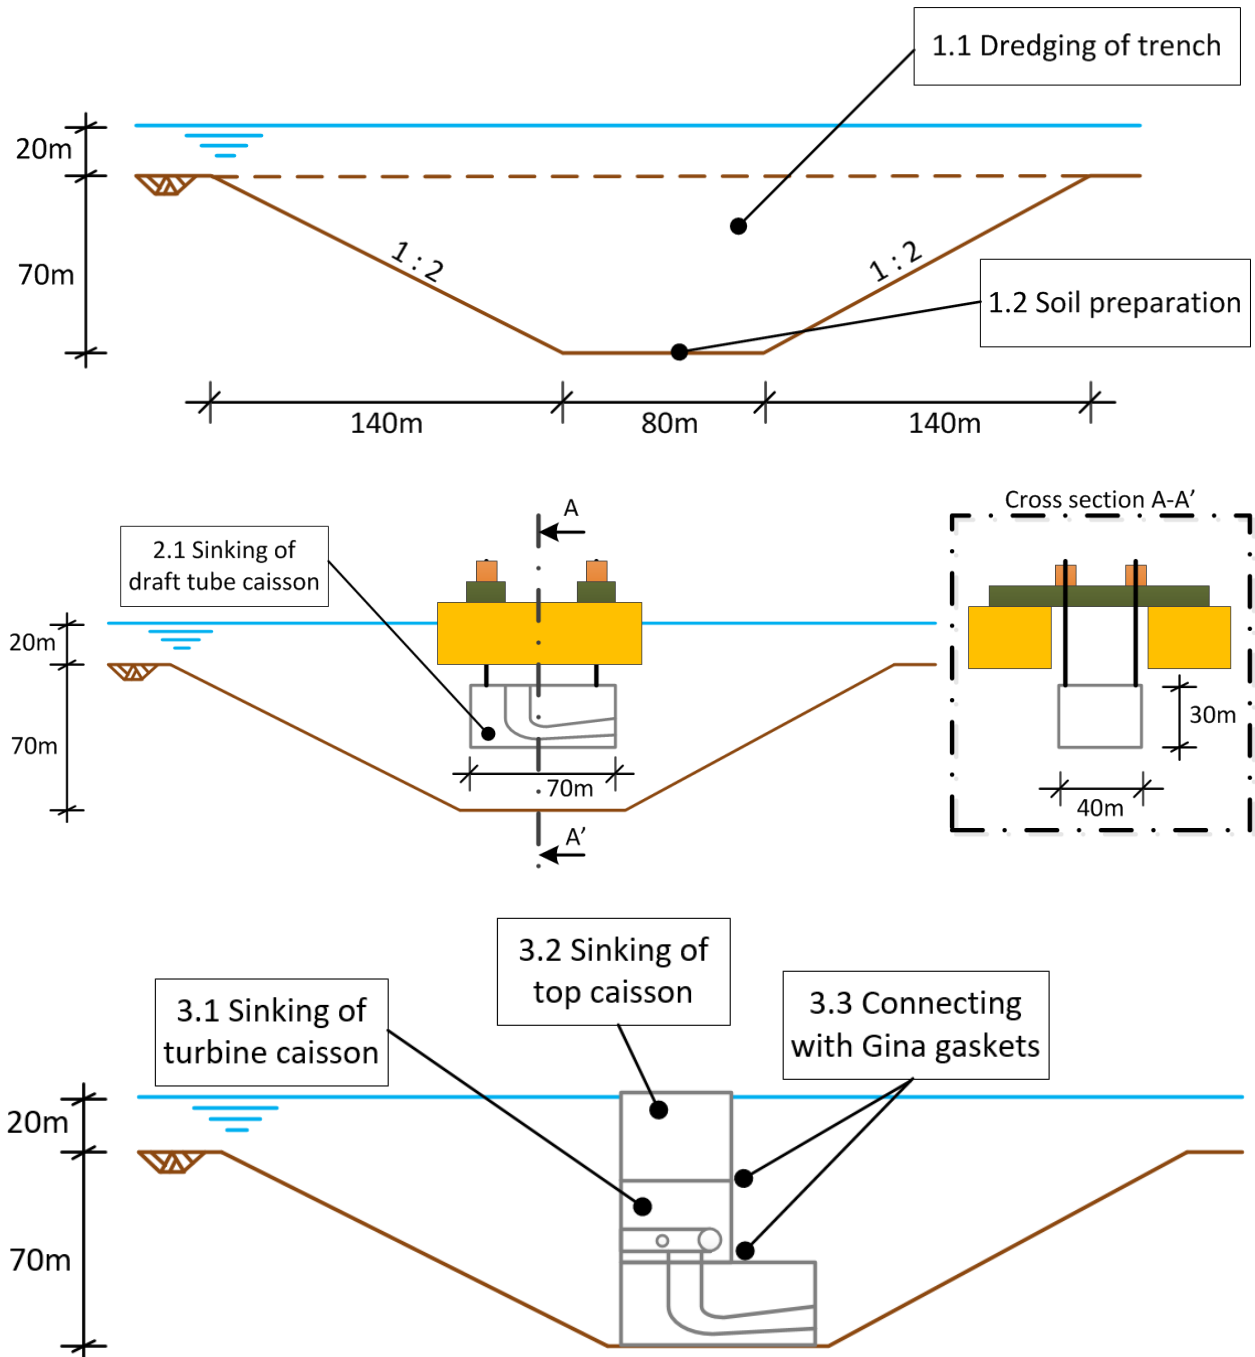 1.1 Dredging of trench
20m
70m
1 : 2
1 : 2
1.2 Soil preparation
140m
80m
140m
Cross section A-A’
A
2.1 Sinking of
draft tube caisson
20m
70m
70m
A’
30m
40m
3.2 Sinking of
top caisson
3.1 Sinking of
turbine caisson
3.3 Connecting
with Gina gaskets
20m
70m